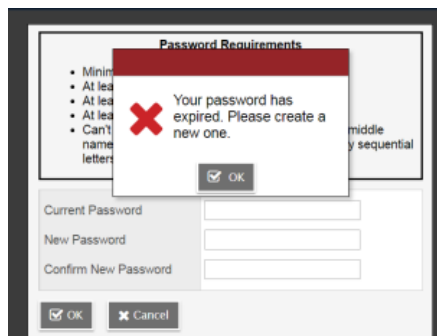 Password Requirements
• Minim
• At lea
• At lea
• At lea
• Can't middle
name y sequential
letters
Your password has
expired. Please create a
new one.
OK
Current Password
New Password
Confirm New Password
OK Cancel